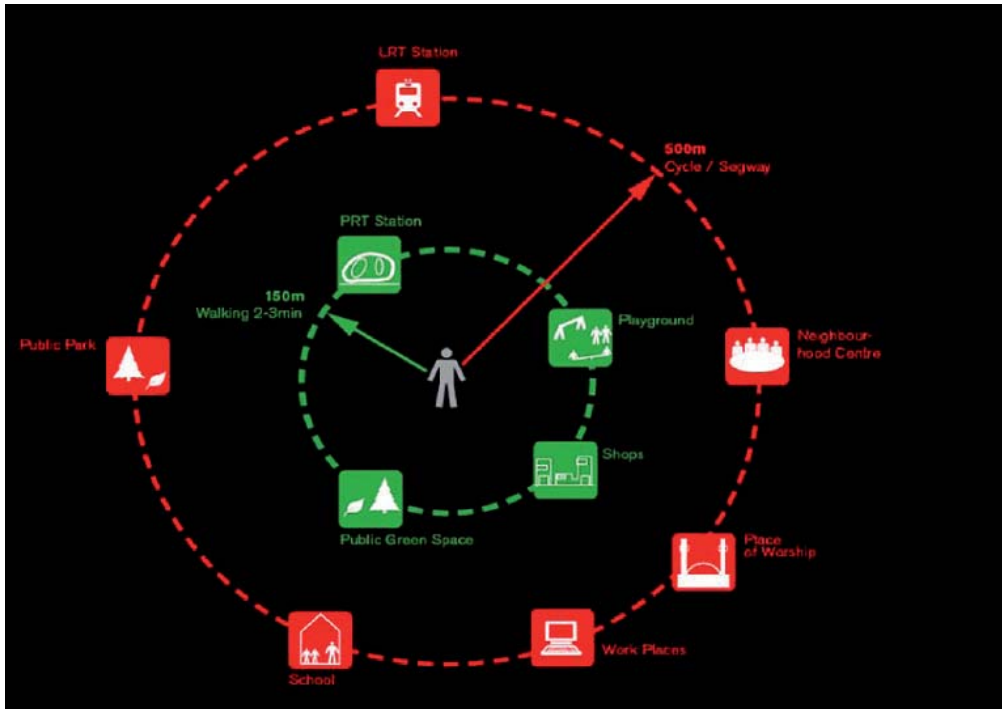 LRT Station
500m
Cycle / Segway
PRT Station
150m
Walking 2-3min
Playground
Public Park
Neighbour-
hood Centre
Shops
Public Green Space
Place
of Worship
Work Places
School